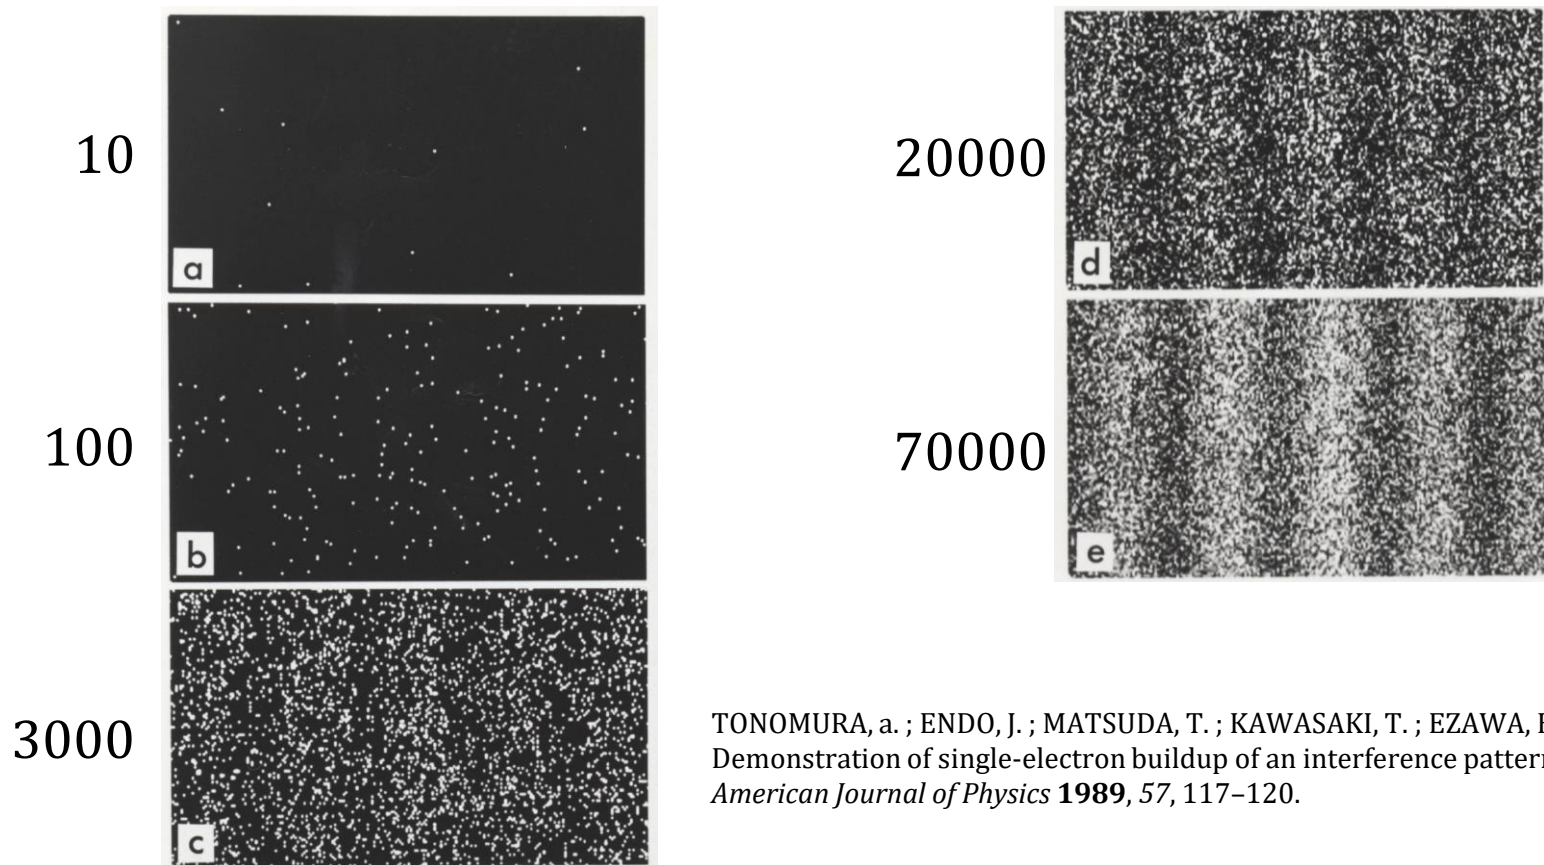 10
a
100
b
3000
c
20000
d
70000
e
TONOMURA, a. ; ENDO, J. ; MATSUDA, T. ; KAWASAKI, T. ; EZAWA,
Demonstration of single-electron buildup of an interference pattern
American Journal of Physics 1989, 57, 117–120.